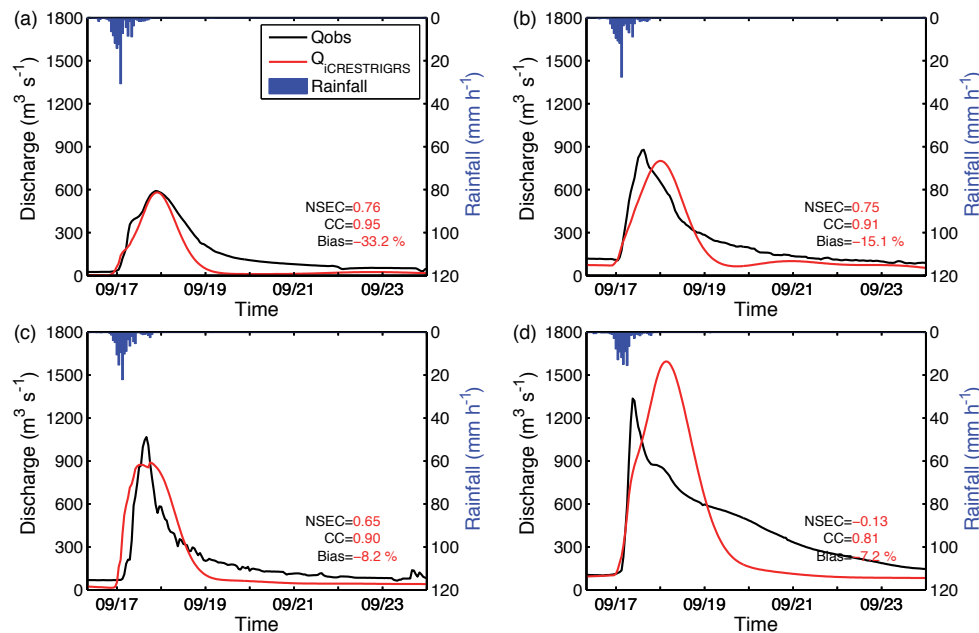 (a)
1800
1500
1200
900
600
300
0
Discharge (m³ s⁻¹)
0
20
40
60
80
100
120
Rainfall (mm h⁻¹)
Qobs
Q_iCRESTRIGRS
Rainfall
NSEC=0.76
CC=0.95
Bias=−33.2 %
09/17 09/19 09/21 09/23
Time
(b)
1800
1500
1200
900
600
300
0
Discharge (m³ s⁻¹)
0
20
40
60
80
100
120
Rainfall (mm h⁻¹)
NSEC=0.75
CC=0.91
Bias=−15.1 %
09/17 09/19 09/21 09/23
Time
(c)
1800
1500
1200
900
600
300
0
Discharge (m³ s⁻¹)
0
20
40
60
80
100
120
Rainfall (mm h⁻¹)
NSEC=0.65
CC=0.90
Bias=−8.2 %
09/17 09/19 09/21 09/23
Time
(d)
1800
1500
1200
900
600
300
0
Discharge (m³ s⁻¹)
0
20
40
60
80
100
120
Rainfall (mm h⁻¹)
NSEC=−0.13
CC=0.81
Bias=−7.2 %
09/17 09/19 09/21 09/23
Time